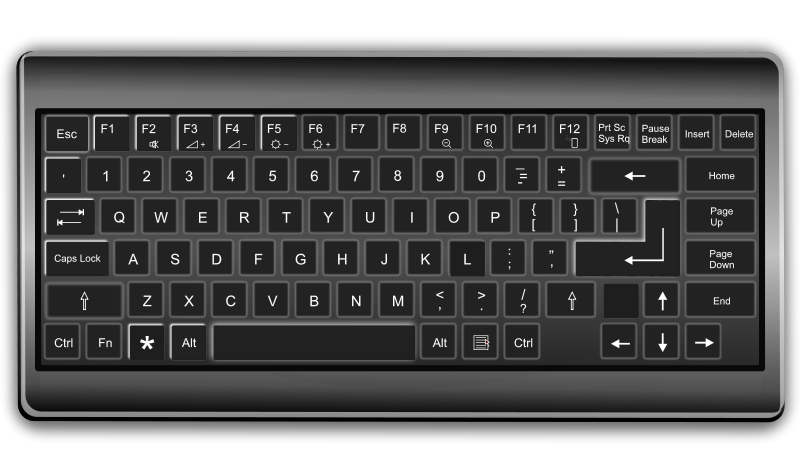 Esc F1 F2 F3 F4 F5 F6 F7 F8 F9 F10 F11 F12 Prt Sc Sys Rq Pause Break Insert Delete
' 1 2 3 4 5 6 7 8 9 0 - = + = ← Home
Q W E R T Y U I O P { [ } ] \ | Page Up
Caps Lock A S D F G H J K L : ; " , Page Down
⇧ Z X C V B N M < , > . / ? ⇧ ↑ End
Ctrl Fn * Alt Alt Ctrl ← ↓ →